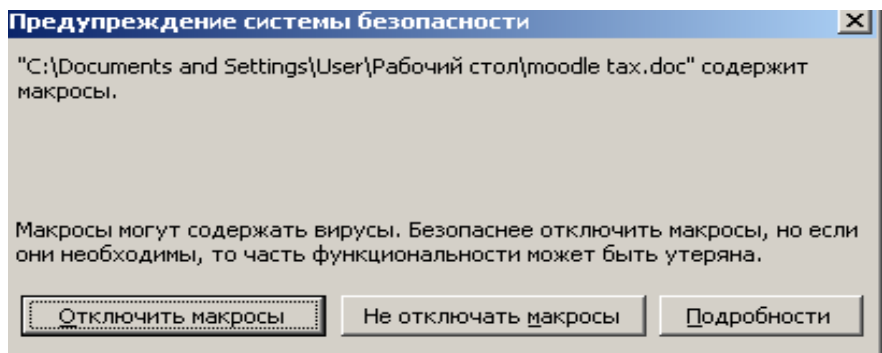 Предупреждение системы безопасности
"C:\Documents and Settings\User\Рабочий стол\moodle tax.doc" содержит
макросы.
Макросы могут содержать вирусы. Безопаснее отключить макросы, но если
они необходимы, то часть функциональности может быть утеряна.
Отключить макросы Не отключать макросы Подробности